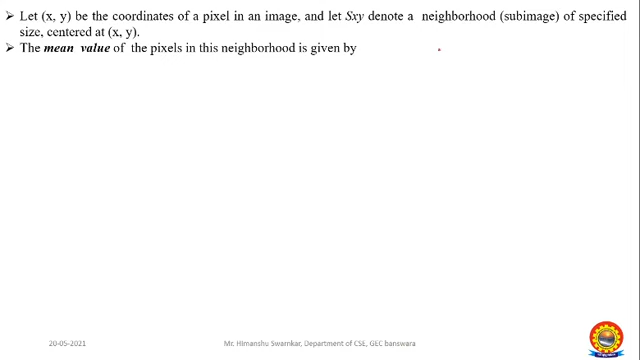 ➢ Let (x, y) be the coordinates of a pixel in an image, and let Sxy denote a neighborhood (subimage) of specified
size, centered at (x, y).
➢ The mean value of the pixels in this neighborhood is given by
20-05-2021
Mr. Himanshu Swarnkar, Department of CSE, GEC banswara